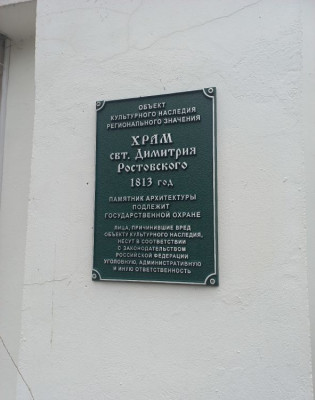 ОБЪЕКТ
КУЛЬТУРНОГО НАСЛЕДИЯ
РЕГИОНАЛЬНОГО ЗНАЧЕНИЯ
ХРАМ
СВТ. ДИМИТРИЯ
РОСТОВСКОГО
1813 ГОД
ПАМЯТНИК АРХИТЕКТУРЫ
ПОДЛЕЖИТ
ГОСУДАРСТВЕННОЙ ОХРАНЕ
ЛИЦА, ПРИЧИНИВШИЕ ВРЕД
ОБЪЕКТУ КУЛЬТУРНОГО НАСЛЕДИЯ,
НЕСУТ В СООТВЕТСТВИИ
С ЗАКОНОДАТЕЛЬСТВОМ
РОССИЙСКОЙ ФЕДЕРАЦИИ
УГОЛОВНУЮ, АДМИНИСТРАТИВНУЮ
И ИНУЮ ОТВЕТСТВЕННОСТЬ